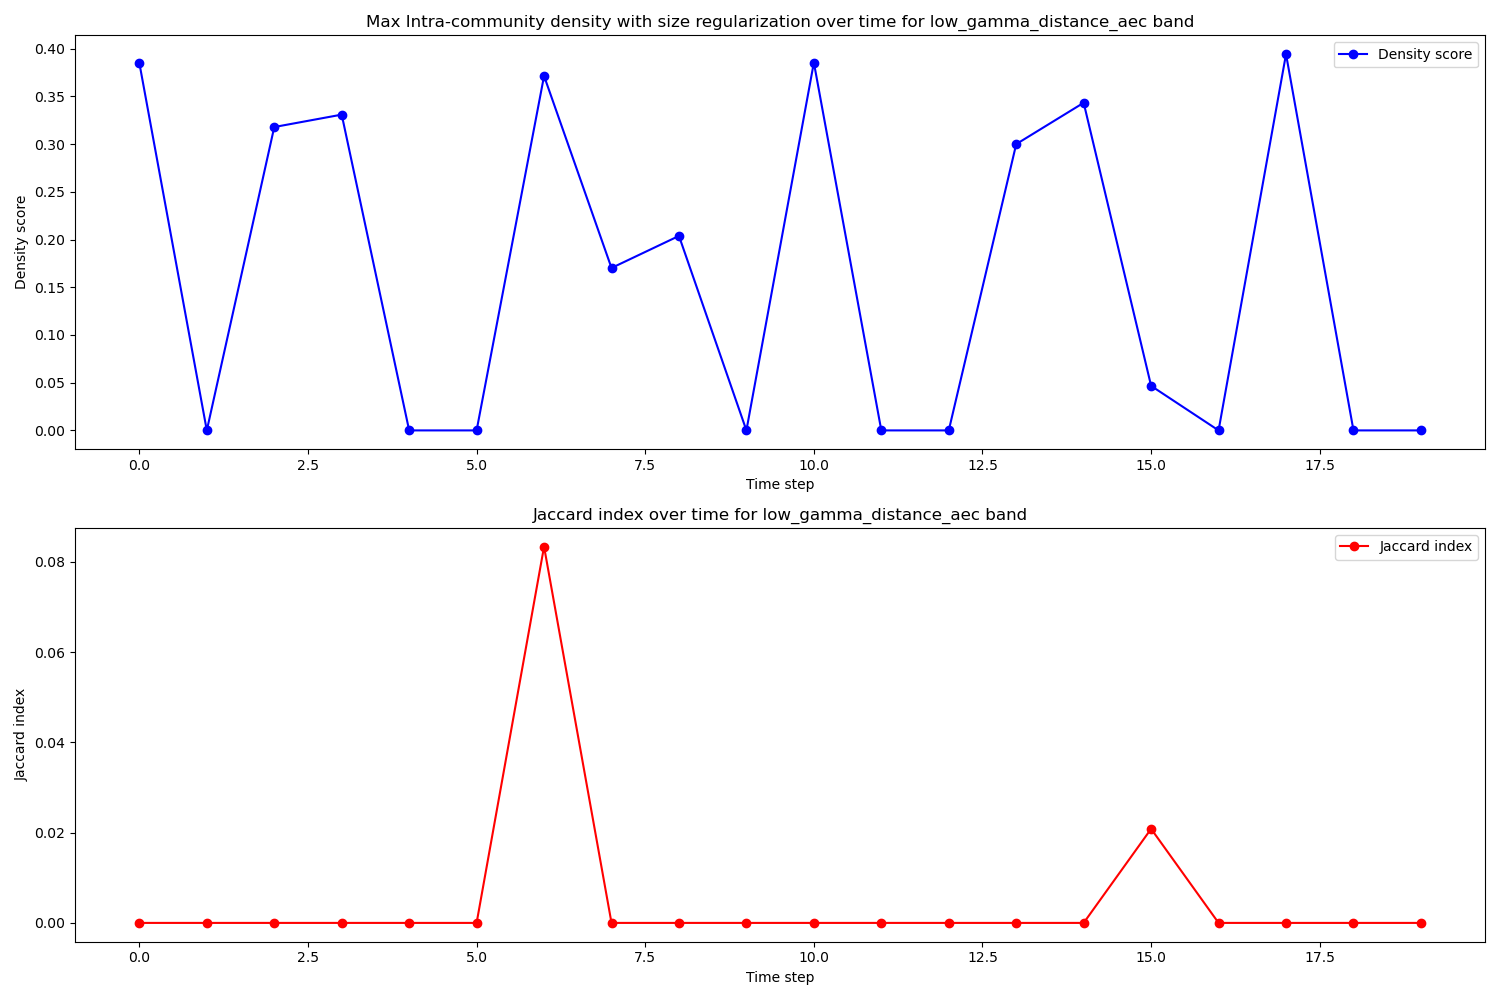 Max Intra-community density with size regularization over time for low_gamma_distance_aec band
Density score
0.40
0.35
0.30
0.25
0.20
0.15
0.10
0.05
0.00
Density score
0.0 2.5 5.0 7.5 10.0 12.5 15.0 17.5
Time step
Jaccard index over time for low_gamma_distance_aec band
Jaccard index
0.08
0.06
0.04
0.02
0.00
Jaccard index
0.0 2.5 5.0 7.5 10.0 12.5 15.0 17.5
Time step